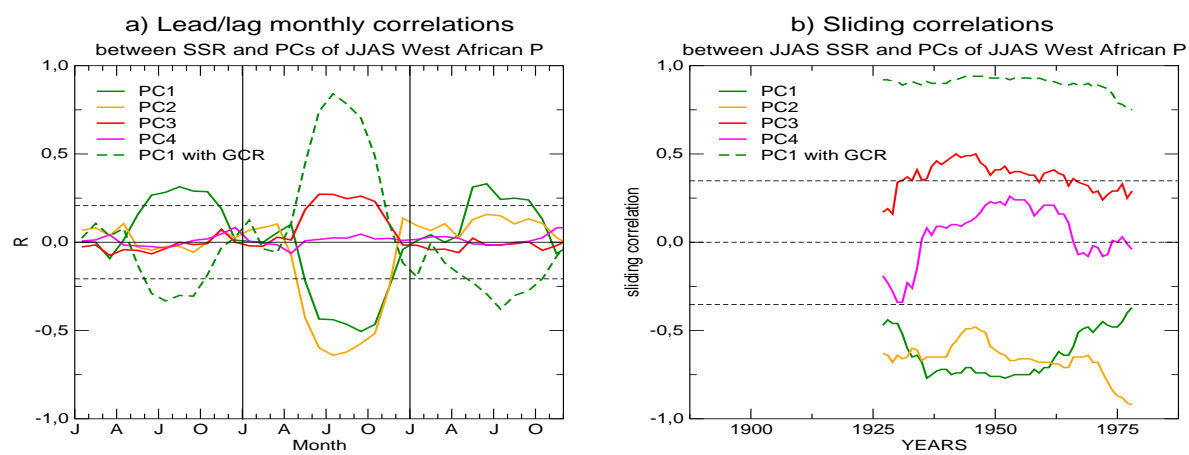 a) Lead/lag monthly correlations
between SSR and PCs of JJAS West African P
1,0
0,5
0,0
-0,5
-1,0
R
PC1
PC2
PC3
PC4
PC1 with GCR
J A J O J A J O J A J O
Month
b) Sliding correlations
between JJAS SSR and PCs of JJAS West African P
1,0
0,5
0,0
-0,5
-1,0
sliding correlation
PC1
PC2
PC3
PC4
PC1 with GCR
1900 1925 1950 1975
YEARS